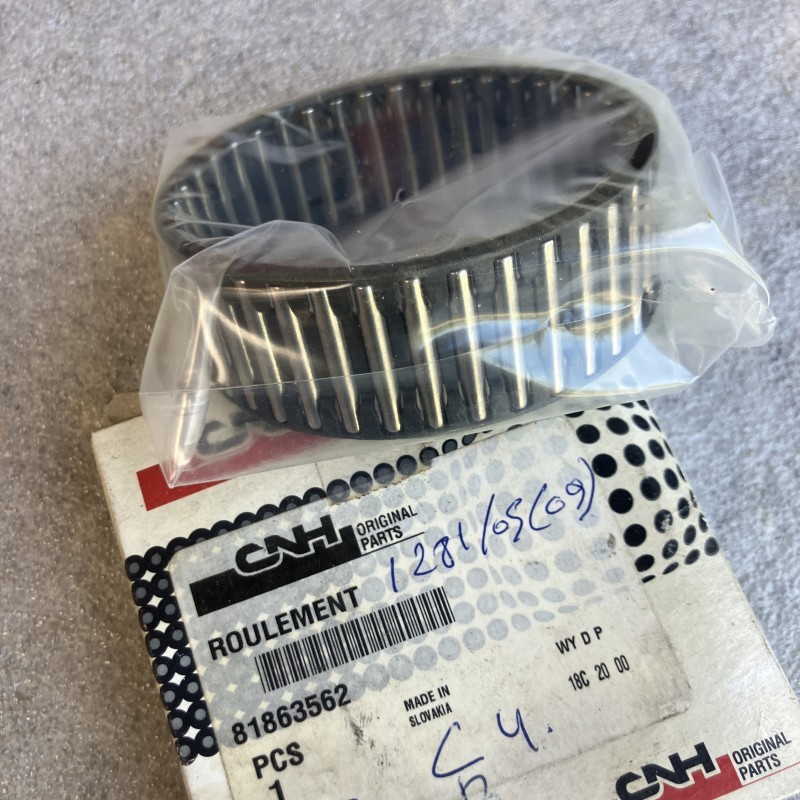 CNH ORIGINAL PARTS
1281/05(09)
ROULEMENT
81863562
MADE IN SLOVAKIA
WY D P
18C 20 00
PCS
1
C 4.
CNH ORIGINAL PARTS